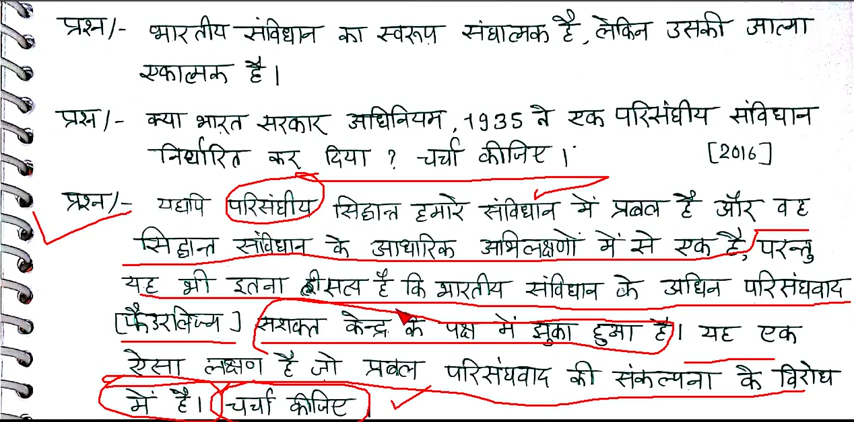 प्रश्न/- भारतीय संविधान का स्वरूप संघात्मक है, लेकिन उसकी आत्मा
एकात्मक है।
प्रश्न/- क्या भारत सरकार अधिनियम, 1935 ने एक परिसंघीय संविधान
निर्धारित कर दिया ? चर्चा कीजिए। [2016]
प्रश्न/- यद्यपि परिसंघीय सिद्धान्त हमारे संविधान में प्रबल है और वह
सिद्धान्त संविधान के आधारिक अभिलक्षणों में से एक है, परन्तु
यह भी इतना ही सत्य है कि भारतीय संविधान के अधिन परिसंघवाद
[फैडरलिज्म] सशक्त केन्द्र के पक्ष में झुका हुआ है। यह एक
ऐसा लक्षण है जो प्रबल परिसंघवाद की संकल्पना के विरोध
में है। चर्चा कीजिए।